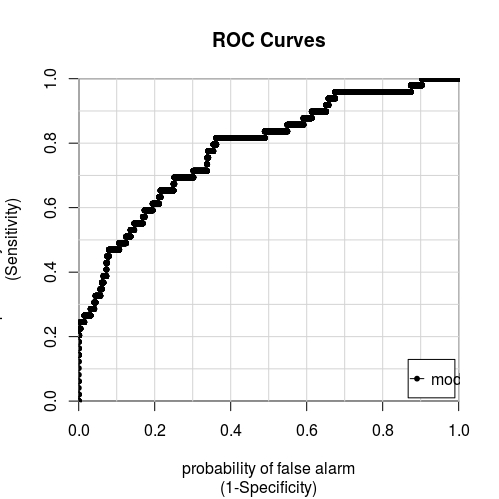 ROC Curves
(Sensitivity)
1.0
0.8
0.6
0.4
0.2
0.0
mod
0.0 0.2 0.4 0.6 0.8 1.0
probability of false alarm
(1-Specificity)